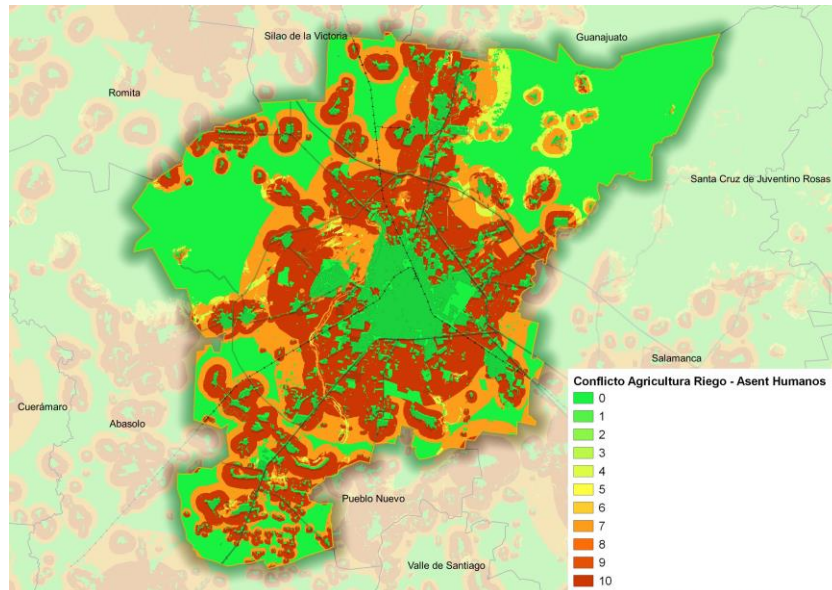 Silao de la Victoria
Guanajuato
Romita
Santa Cruz de Juventino Rosas
Salamanca
Cuerámaro
Abasolo
Pueblo Nuevo
Valle de Santiago
Conflicto Agricultura Riego - Asent Humanos
0
1
2
3
4
5
6
7
8
9
10